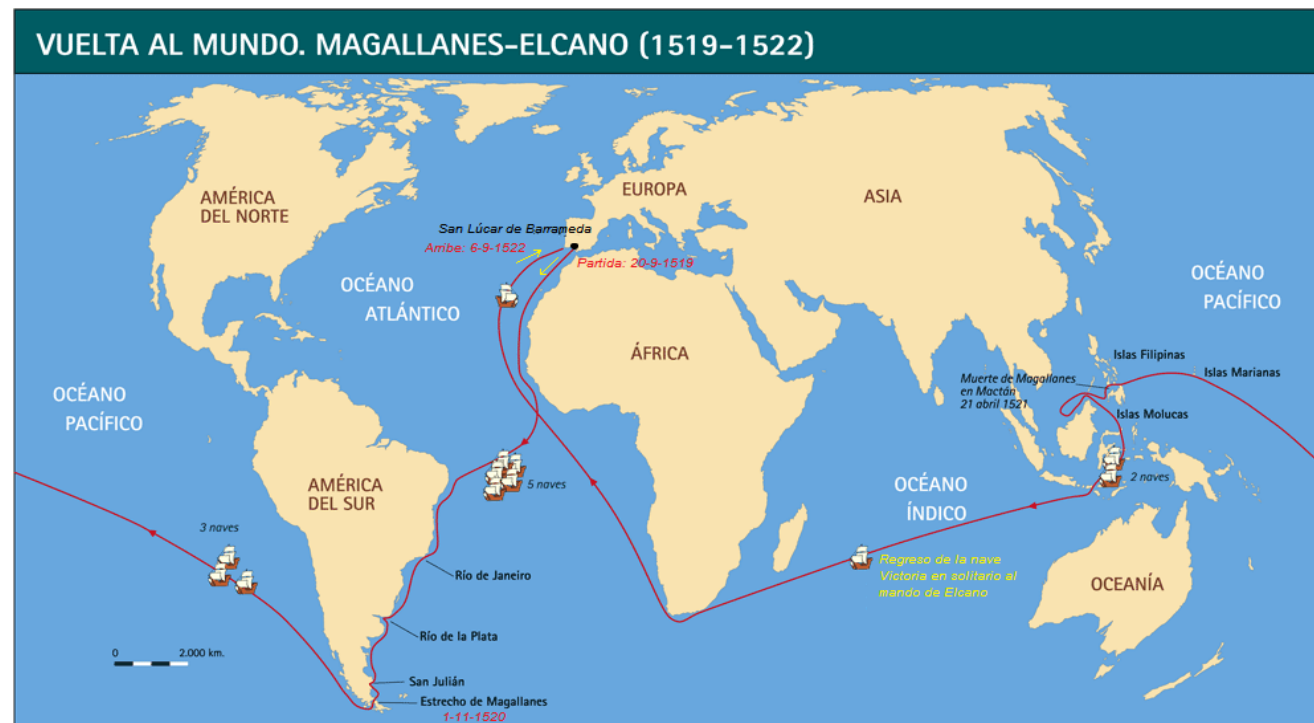 VUELTA AL MUNDO. MAGALLANES-ELCANO (1519-1522)
AMÉRICA
DEL NORTE
EUROPA
ASIA
San Lúcar de Barrameda
Arribe: 6-9-1522
Partida: 20-9-1519
OCÉANO
ATLÁNTICO
OCÉANO
PACÍFICO
ÁFRICA
Islas Filipinas
Islas Marianas
Muerte de Magallanes
en Mactán
21 abril 1521
Islas Molucas
OCÉANO
PACÍFICO
AMÉRICA
DEL SUR
5 naves
2 naves
OCÉANO
ÍNDICO
3 naves
Río de Janeiro
Regreso de la nave
Victoria en solitario al
mando de Elcano
OCEANÍA
Río de la Plata
0 2.000 km.
San Julián
Estrecho de Magallanes
1-11-1520